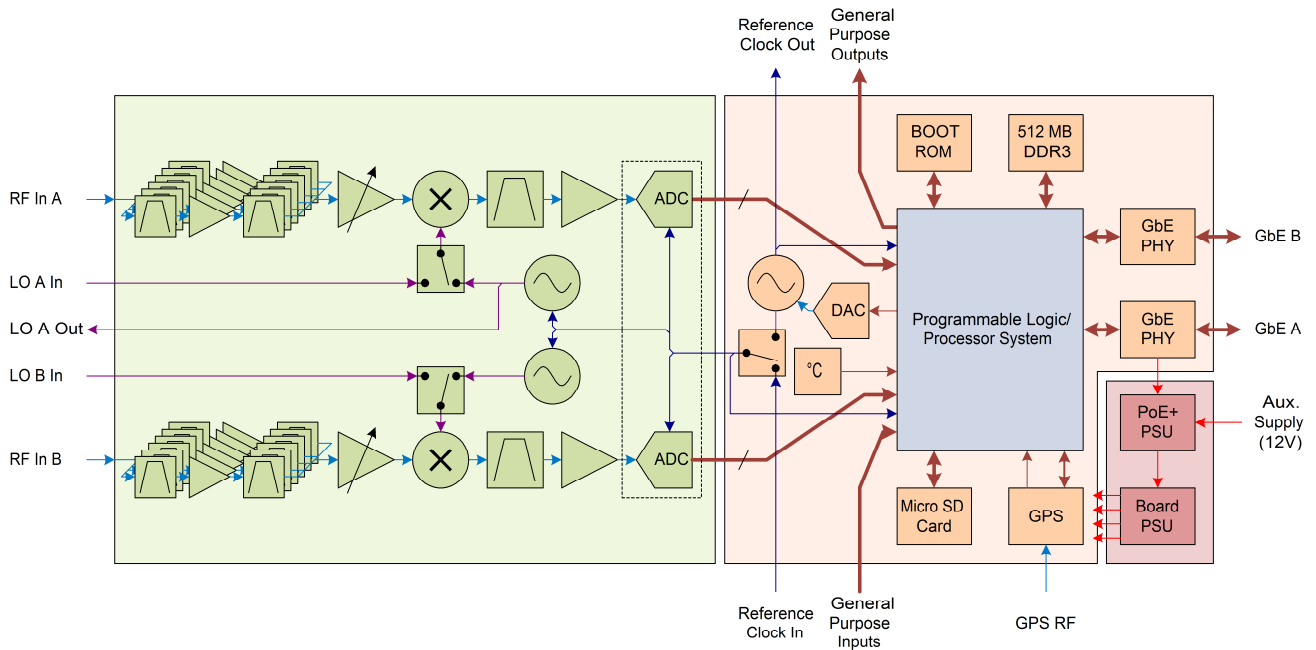 Reference
Clock Out
General
Purpose
Outputs
BOOT
ROM
512 MB
DDR3
RF In A
ADC
GbE
PHY
GbE B
LO A In
LO A Out
DAC
Programmable Logic/
Processor System
GbE
PHY
GbE A
°C
LO B In
PoE+
PSU
Aux.
Supply
(12V)
RF In B
ADC
Micro SD
Card
GPS
Board
PSU
Reference
Clock In
General
Purpose
Inputs
GPS RF